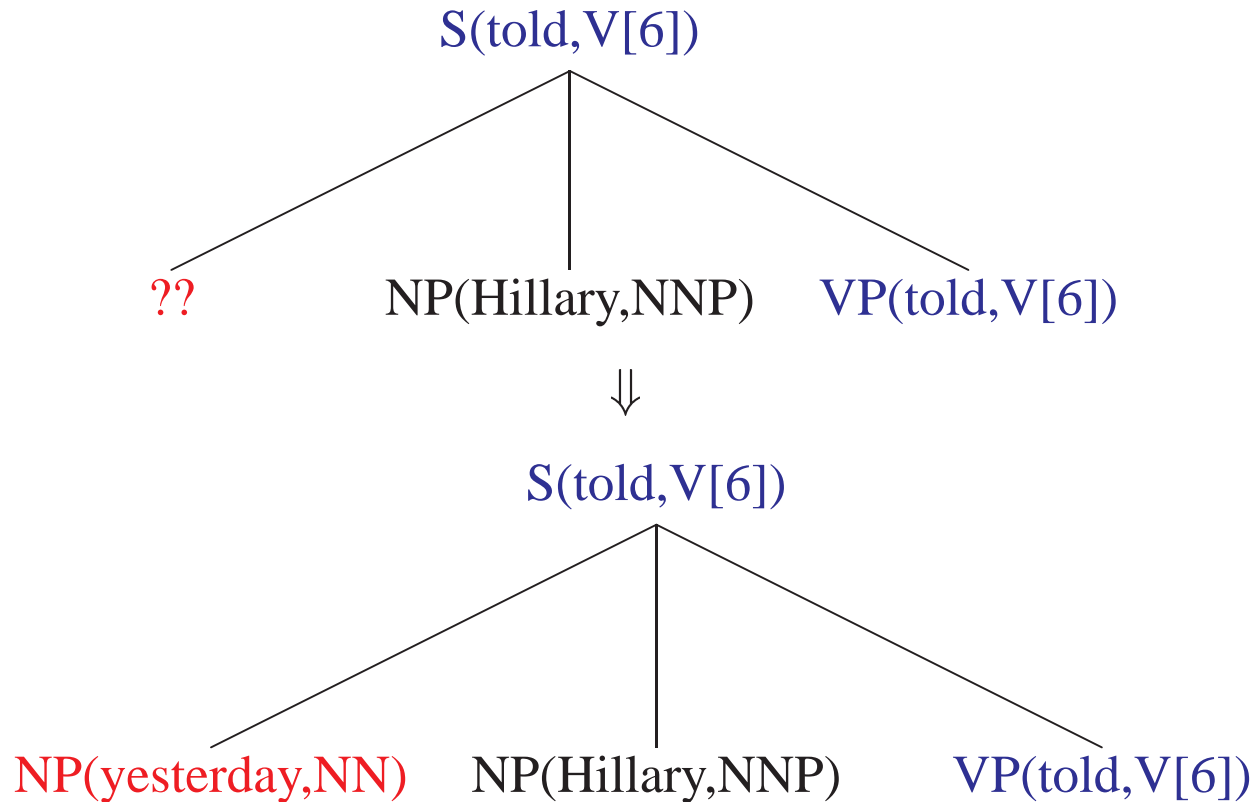 S(told,V[6])
?? NP(Hillary,NNP) VP(told,V[6])
⇓
S(told,V[6])
NP(yesterday,NN) NP(Hillary,NNP) VP(told,V[6])